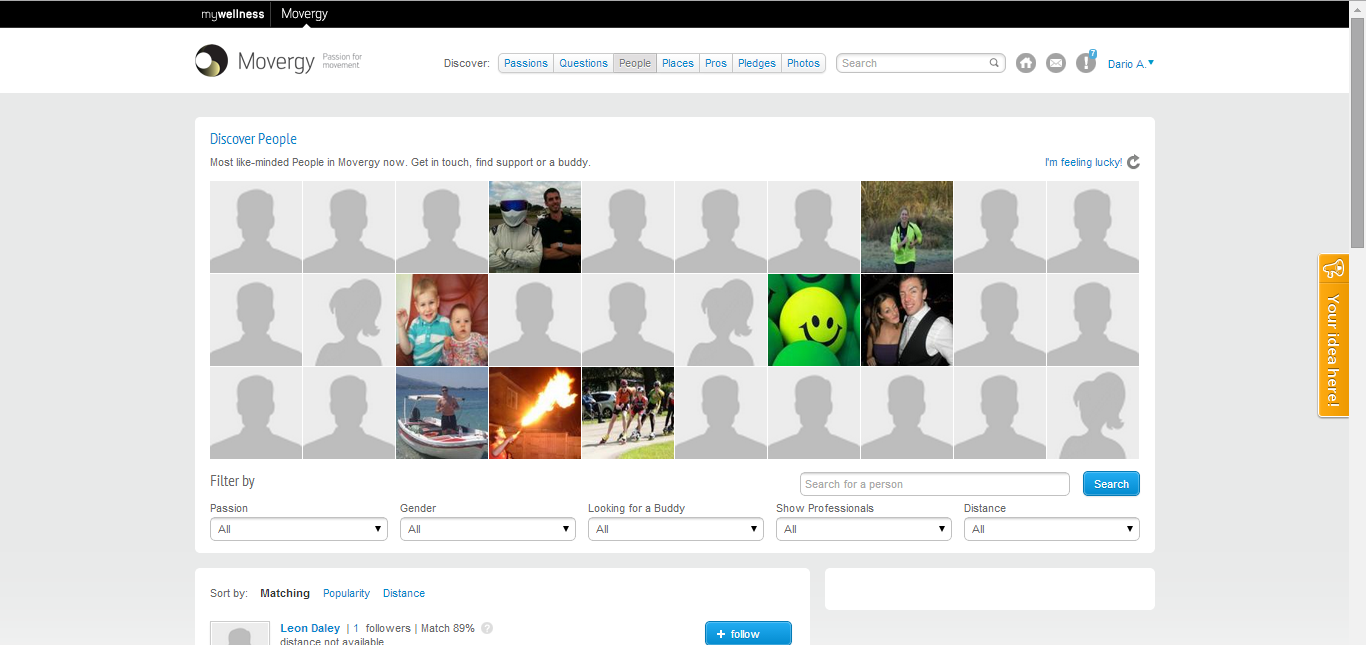 mywellness Movergy
Movergy Passion for movement
Discover: Passions Questions People Places Pros Pledges Photos Search 7 Dario A.
Discover People
Most like-minded People in Movergy now. Get in touch, find support or a buddy. I'm feeling lucky!
Your idea here!
Filter by Search for a person Search
Passion Gender Looking for a Buddy Show Professionals Distance
All All All All All
Sort by: Matching Popularity Distance
Leon Daley | 1 followers | Match 89% ? + follow
distance not available